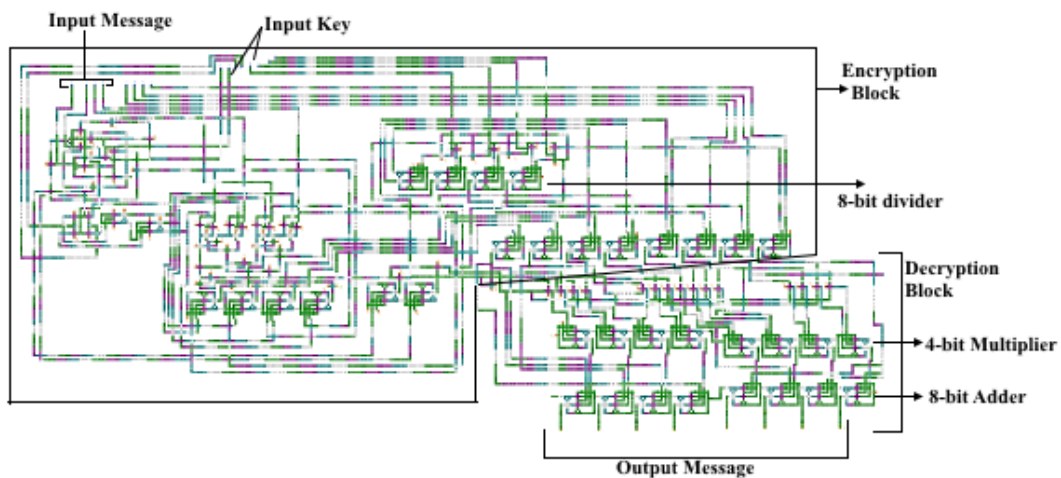 Input Message
Input Key
Encryption
Block
8-bit divider
Decryption
Block
4-bit Multiplier
8-bit Adder
Output Message